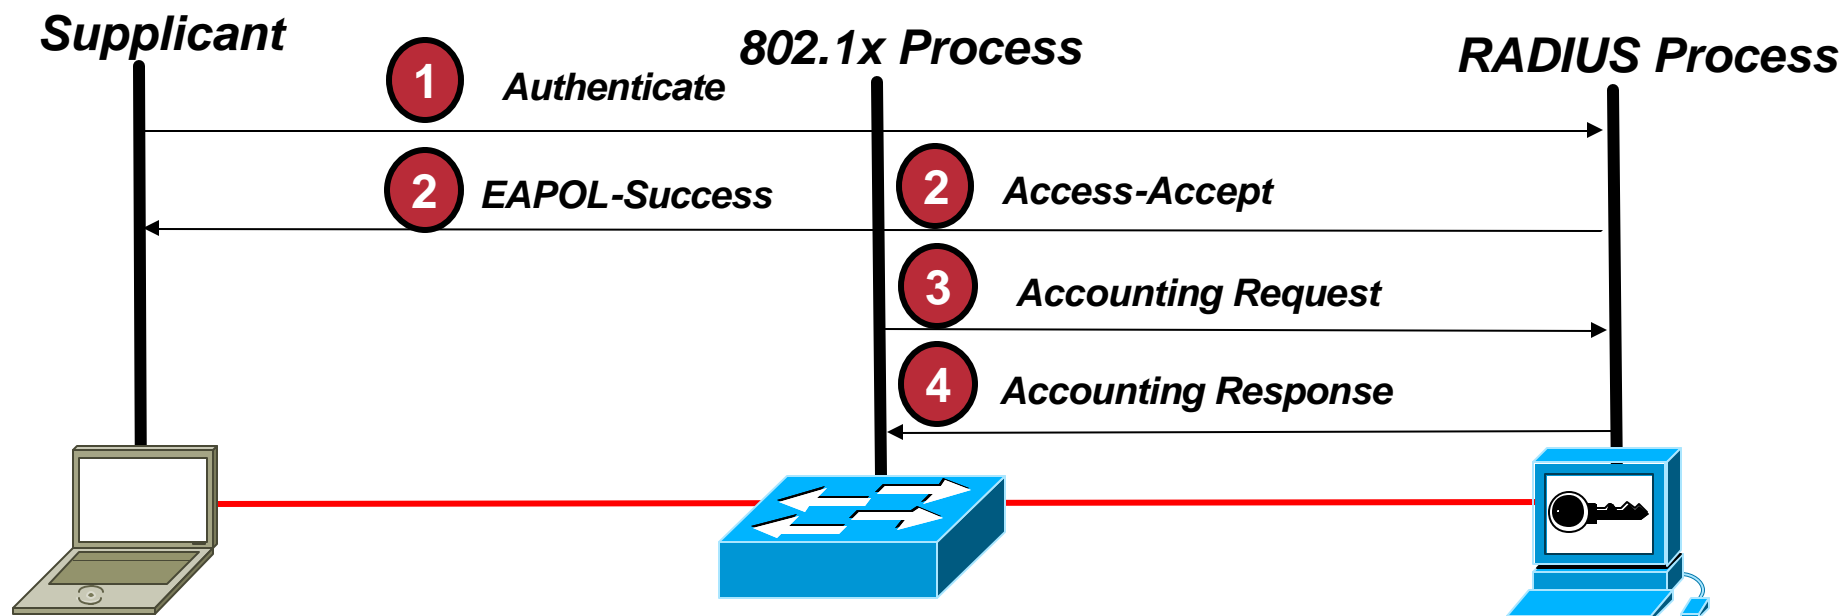 Supplicant
802.1x Process
RADIUS Process
1 Authenticate
2 EAPOL-Success
2 Access-Accept
3 Accounting Request
4 Accounting Response